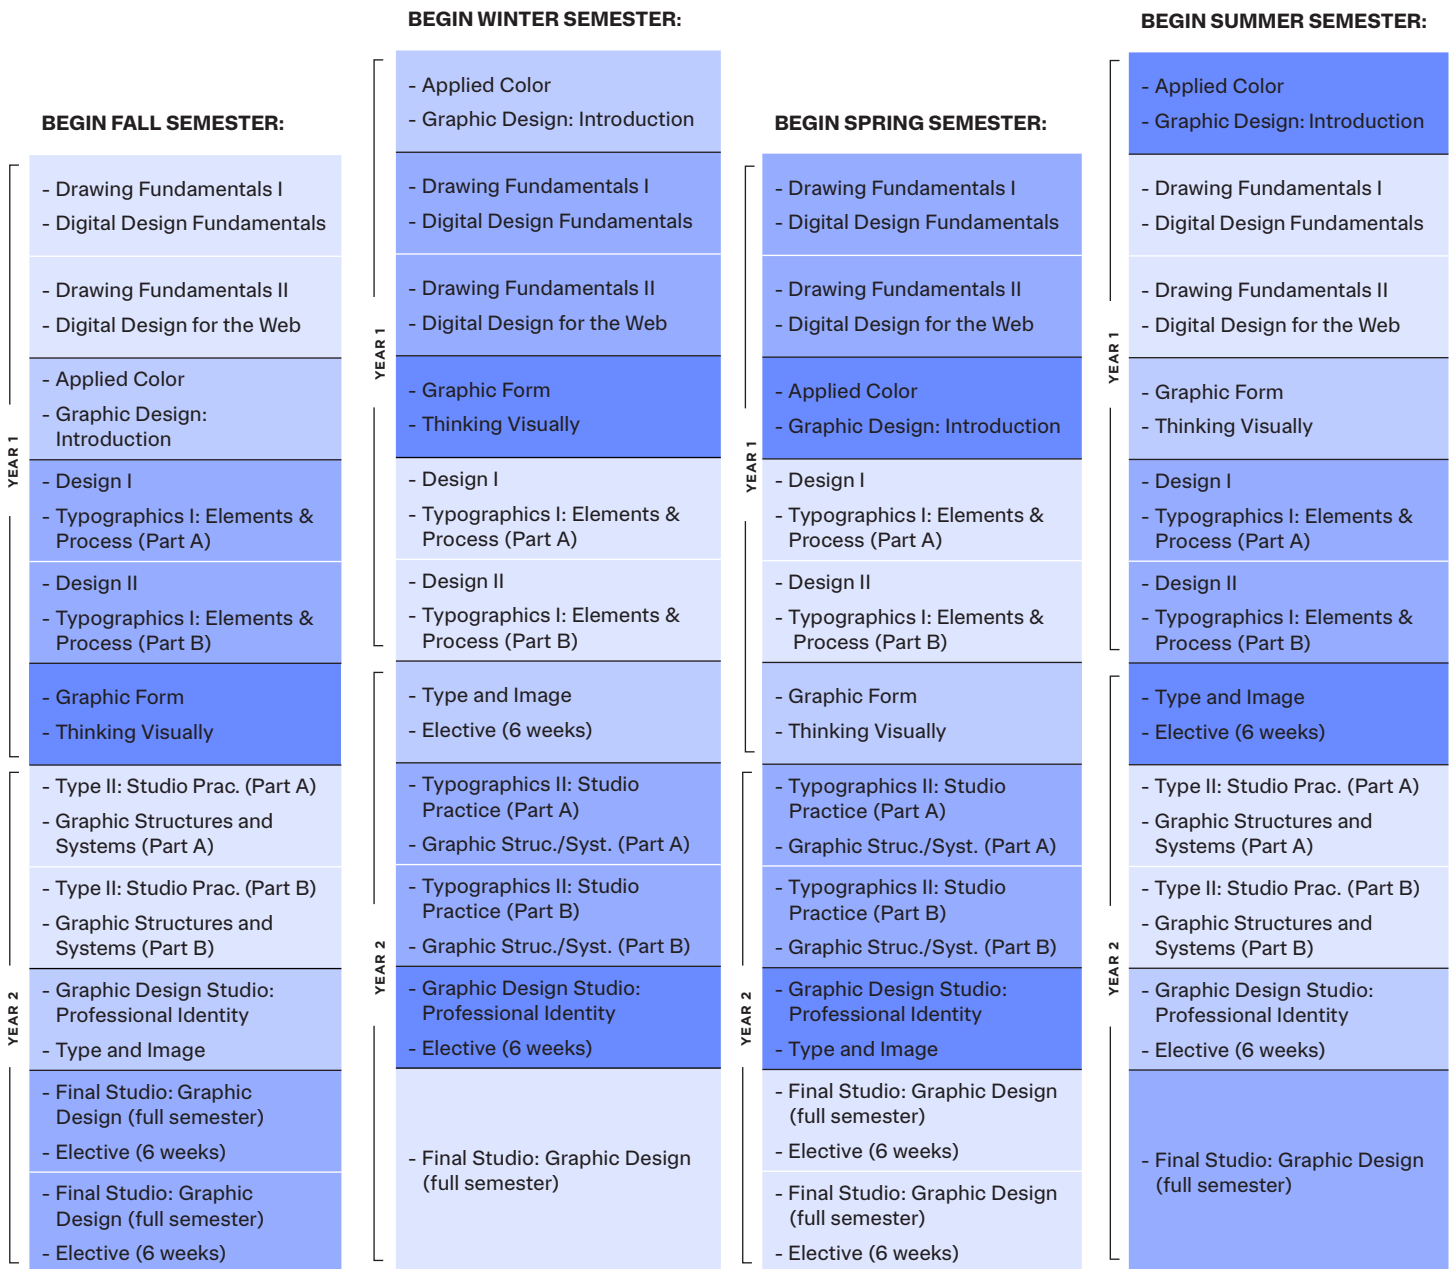 BEGIN FALL SEMESTER:
YEAR 1
- Drawing Fundamentals I
- Digital Design Fundamentals
- Drawing Fundamentals II
- Digital Design for the Web
- Applied Color
- Graphic Design:
Introduction
- Design I
- Typographics I: Elements &
Process (Part A)
- Design II
- Typographics I: Elements &
Process (Part B)
- Graphic Form
- Thinking Visually
YEAR 2
- Type II: Studio Prac. (Part A)
- Graphic Structures and
Systems (Part A)
- Type II: Studio Prac. (Part B)
- Graphic Structures and
Systems (Part B)
- Graphic Design Studio:
Professional Identity
- Type and Image
- Final Studio: Graphic
Design (full semester)
- Elective (6 weeks)
- Final Studio: Graphic
Design (full semester)
- Elective (6 weeks)
BEGIN WINTER SEMESTER:
YEAR 1
- Applied Color
- Graphic Design: Introduction
- Drawing Fundamentals I
- Digital Design Fundamentals
- Drawing Fundamentals II
- Digital Design for the Web
- Graphic Form
- Thinking Visually
- Design I
- Typographics I: Elements &
Process (Part A)
- Design II
- Typographics I: Elements &
Process (Part B)
YEAR 2
- Type and Image
- Elective (6 weeks)
- Typographics II: Studio
Practice (Part A)
- Graphic Struc./Syst. (Part A)
- Typographics II: Studio
Practice (Part B)
- Graphic Struc./Syst. (Part B)
- Graphic Design Studio:
Professional Identity
- Elective (6 weeks)
- Final Studio: Graphic Design
(full semester)
BEGIN SPRING SEMESTER:
YEAR 1
- Drawing Fundamentals I
- Digital Design Fundamentals
- Drawing Fundamentals II
- Digital Design for the Web
- Applied Color
- Graphic Design: Introduction
- Design I
- Typographics I: Elements &
Process (Part A)
- Design II
- Typographics I: Elements &
Process (Part B)
- Graphic Form
- Thinking Visually
YEAR 2
- Typographics II: Studio
Practice (Part A)
- Graphic Struc./Syst. (Part A)
- Typographics II: Studio
Practice (Part B)
- Graphic Struc./Syst. (Part B)
- Graphic Design Studio:
Professional Identity
- Type and Image
- Final Studio: Graphic Design
(full semester)
- Elective (6 weeks)
- Final Studio: Graphic Design
(full semester)
- Elective (6 weeks)
BEGIN SUMMER SEMESTER:
YEAR 1
- Applied Color
- Graphic Design: Introduction
- Drawing Fundamentals I
- Digital Design Fundamentals
- Drawing Fundamentals II
- Digital Design for the Web
- Graphic Form
- Thinking Visually
- Design I
- Typographics I: Elements &
Process (Part A)
- Design II
- Typographics I: Elements &
Process (Part B)
YEAR 2
- Type and Image
- Elective (6 weeks)
- Type II: Studio Prac. (Part A)
- Graphic Structures and
Systems (Part A)
- Type II: Studio Prac. (Part B)
- Graphic Structures and
Systems (Part B)
- Graphic Design Studio:
Professional Identity
- Elective (6 weeks)
- Final Studio: Graphic Design
(full semester)